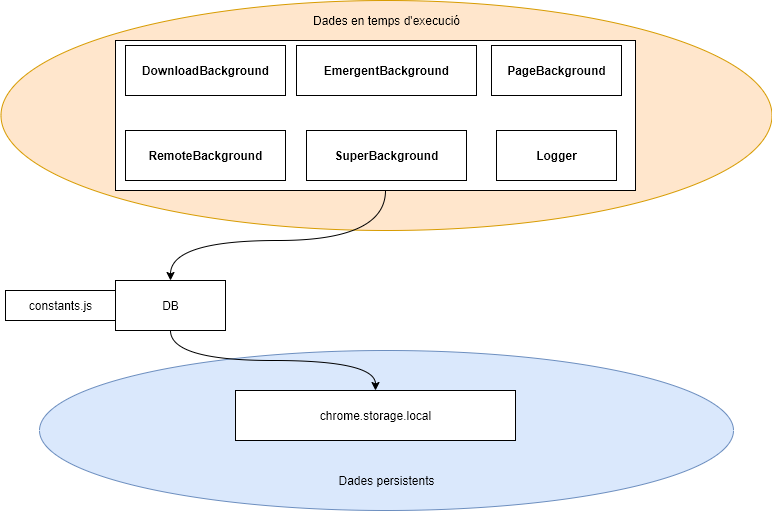 Dades en temps d'execució
DownloadBackground
EmergentBackground
PageBackground
RemoteBackground
SuperBackground
Logger
constants.js
DB
chrome.storage.local
Dades persistents